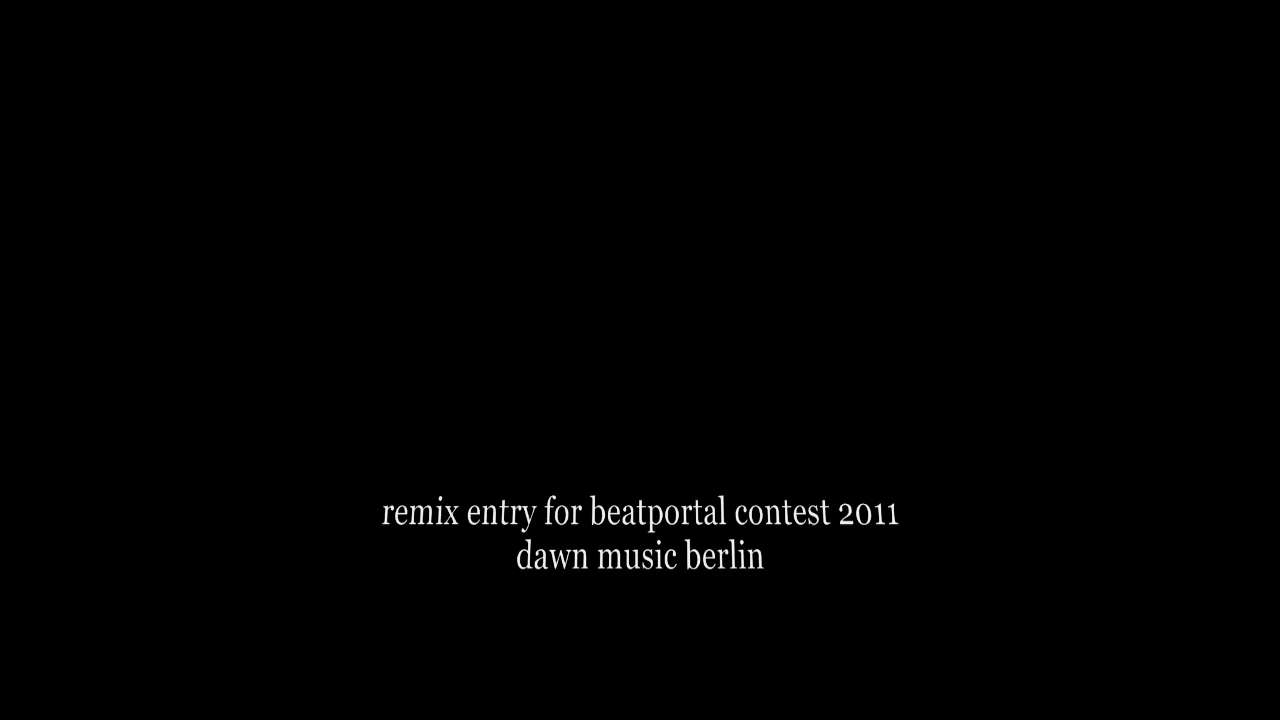 remix entry for beatportal contest 2011
dawn music berlin